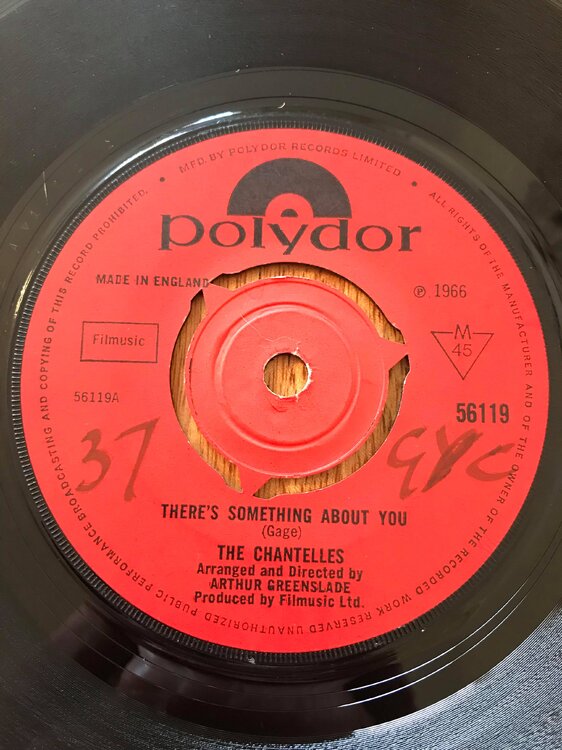 MFD. BY POLYDOR RECORDS LIMITED. • ALL RIGHTS OF THE MANUFACTURER AND OF THE OWNER OF THE RECORDED WORK RESERVED UNAUTHORIZED PUBLIC PERFORMANCE BROADCASTING AND COPYING OF THIS RECORD PROHIBITED. •
polydor
MADE IN ENGLAND
℗ 1966
Filmusic
M
45
56119A
56119
37
GYC
THERE'S SOMETHING ABOUT YOU
(Gage)
THE CHANTELLES
Arranged and Directed by
ARTHUR GREENSLADE
Produced by Filmusic Ltd.